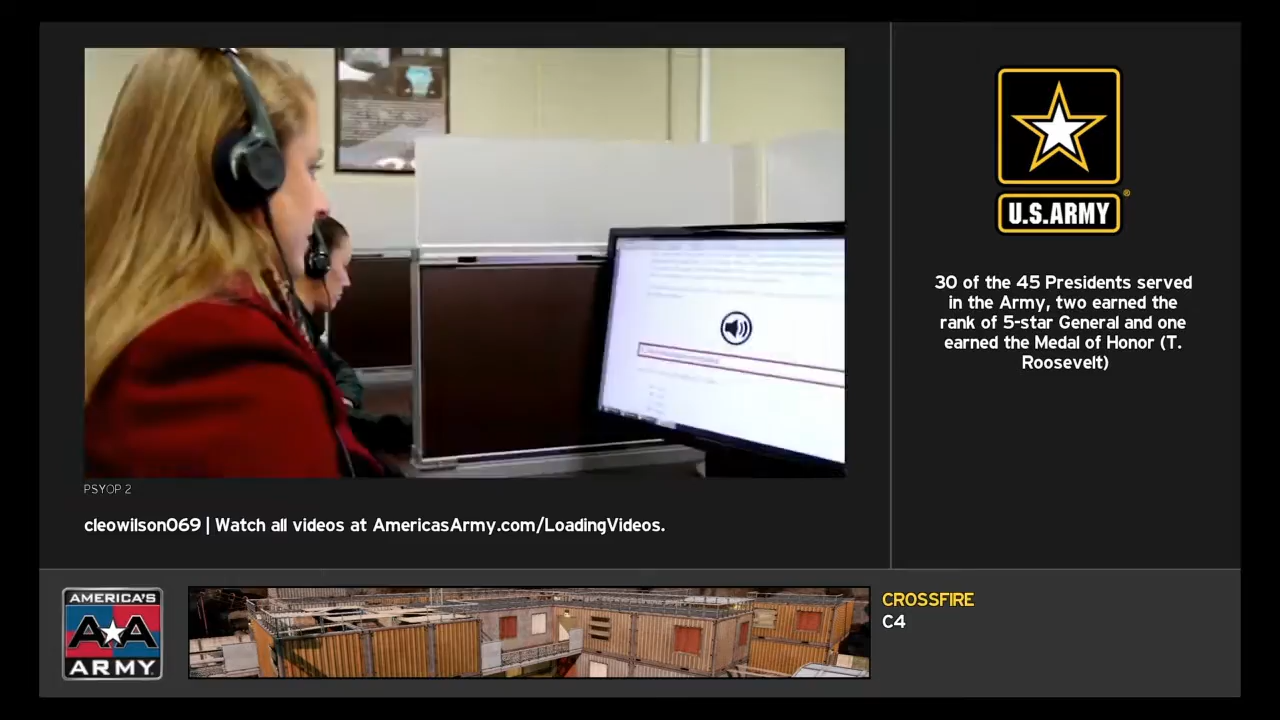 U.S.ARMY
®
30 of the 45 Presidents served
in the Army, two earned the
rank of 5-star General and one
earned the Medal of Honor (T.
Roosevelt)
PSYOP 2
cleowilson069 | Watch all videos at AmericasArmy.com/LoadingVideos.
AMERICA'S
AA
ARMY
CROSSFIRE
C4